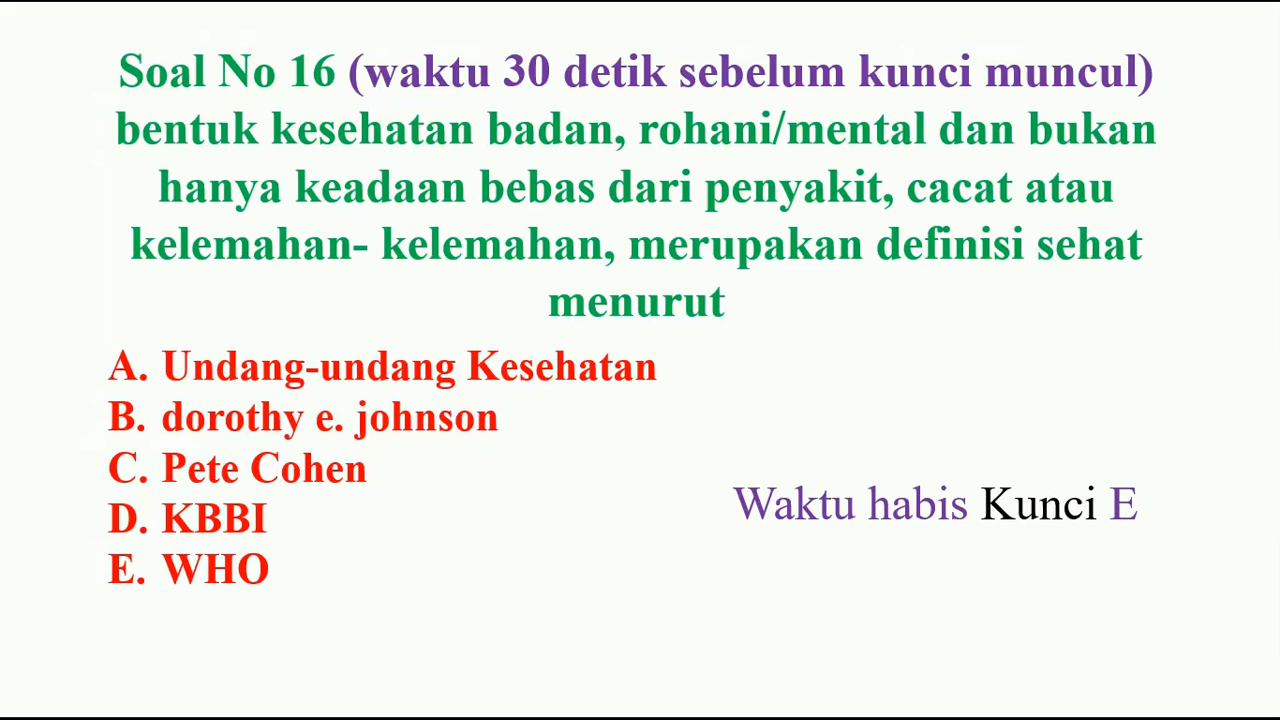 Soal No 16 (waktu 30 detik sebelum kunci muncul)
bentuk kesehatan badan, rohani/mental dan bukan
hanya keadaan bebas dari penyakit, cacat atau
kelemahan- kelemahan, merupakan definisi sehat
menurut
A. Undang-undang Kesehatan
B. dorothy e. johnson
C. Pete Cohen
D. KBBI
E. WHO
Waktu habis Kunci E